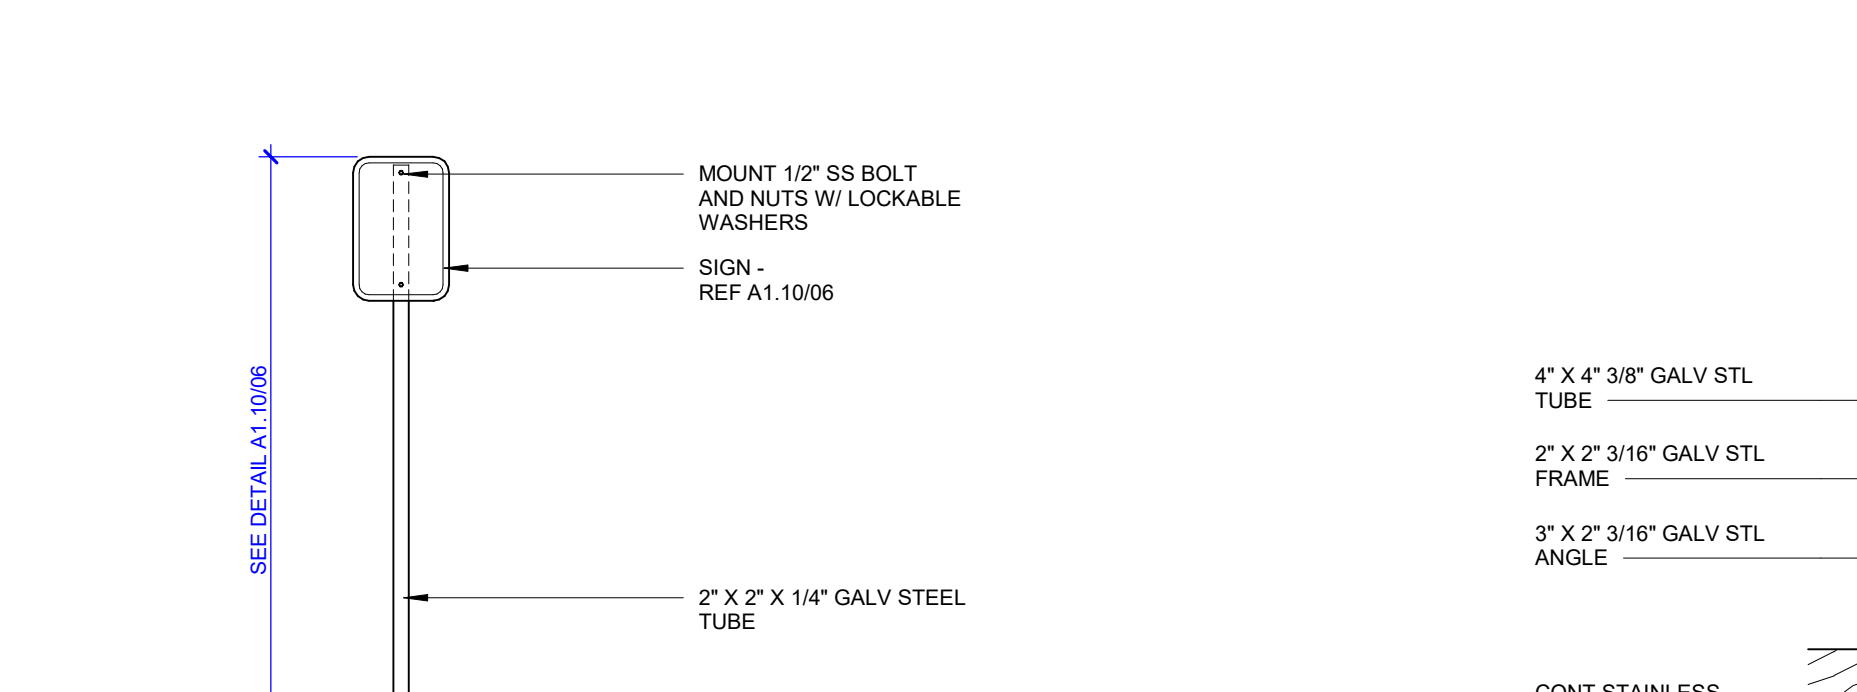 MOUNT 1/2" SS BOLT
AND NUTS W/ LOCKABLE
WASHERS
SIGN -
REF A1.10/06
SEE DETAIL A1.10/06
2" X 2" X 1/4" GALV STEEL
TUBE
4" X 4" 3/8" GALV STL
TUBE
2" X 2" 3/16" GALV STL
FRAME
3" X 2" 3/16" GALV STL
ANGLE
CONT STAINLESS